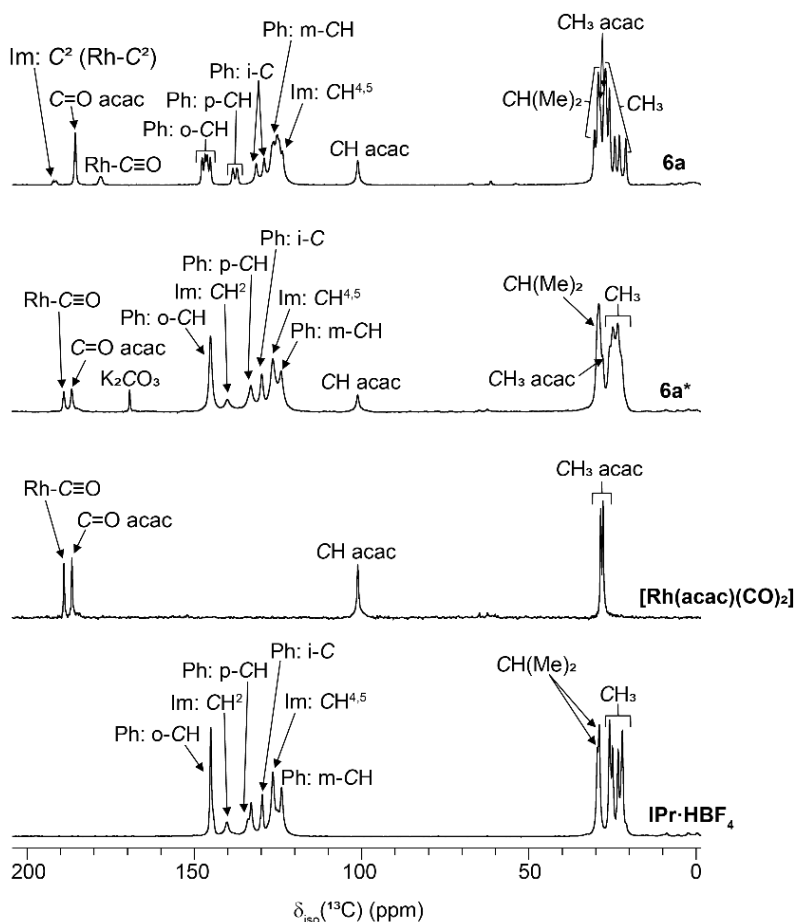 Ph: m-CH
CH₃ acac
Im: C² (Rh-C²)
Ph: i-C
C=O acac
Ph: p-CH
Im: CH⁴,⁵
CH(Me)₂
CH₃
Ph: o-CH
Rh-C≡O
CH acac
6a
Ph: i-C
Ph: p-CH
Rh-C≡O
Im: CH²
Im: CH⁴,⁵
CH(Me)₂
CH₃
Ph: o-CH
C=O acac
Ph: m-CH
K₂CO₃
CH acac
CH₃ acac
6a*
CH₃ acac
Rh-C≡O
C=O acac
CH acac
[Rh(acac)(CO)₂]
Ph: i-C
Ph: p-CH
CH(Me)₂
Im: CH²
Im: CH⁴,⁵
CH₃
Ph: o-CH
Ph: m-CH
IPr·HBF₄
200 150 100 50 0
δiso(¹³C) (ppm)